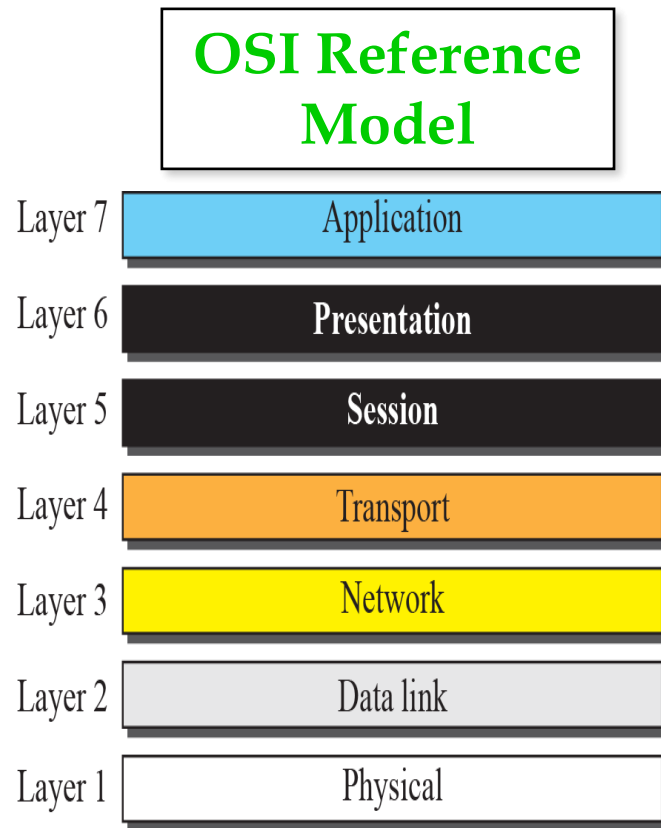 OSI Reference
Model
Layer 7 Application
Layer 6 Presentation
Layer 5 Session
Layer 4 Transport
Layer 3 Network
Layer 2 Data link
Layer 1 Physical